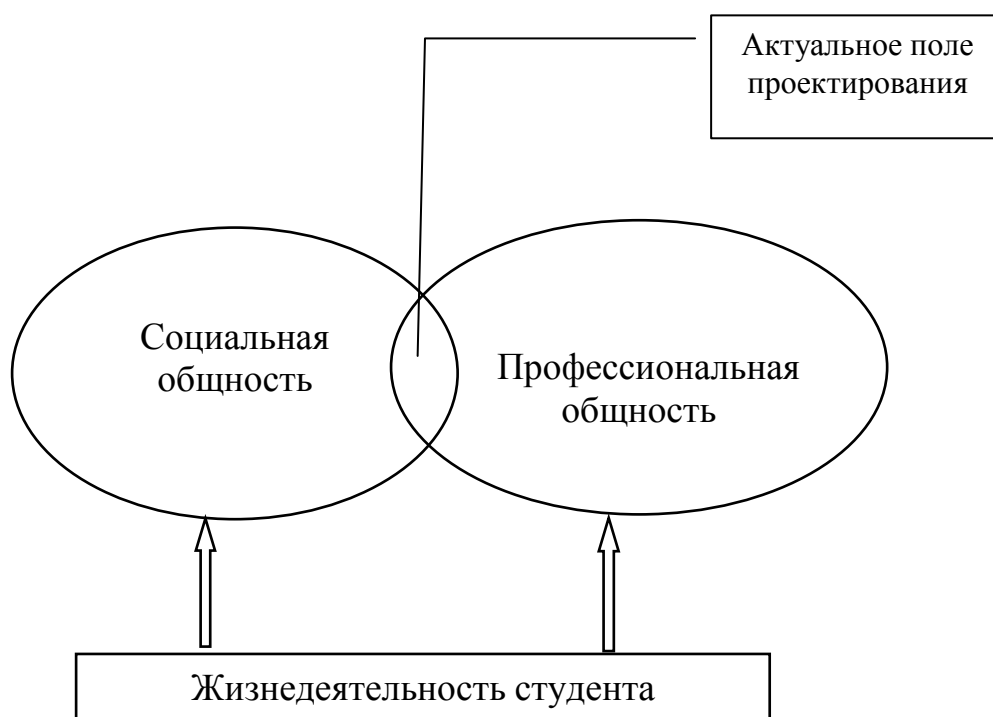 Актуальное поле
проектирования
Социальная
общность
Профессиональная
общность
Жизнедеятельность студента